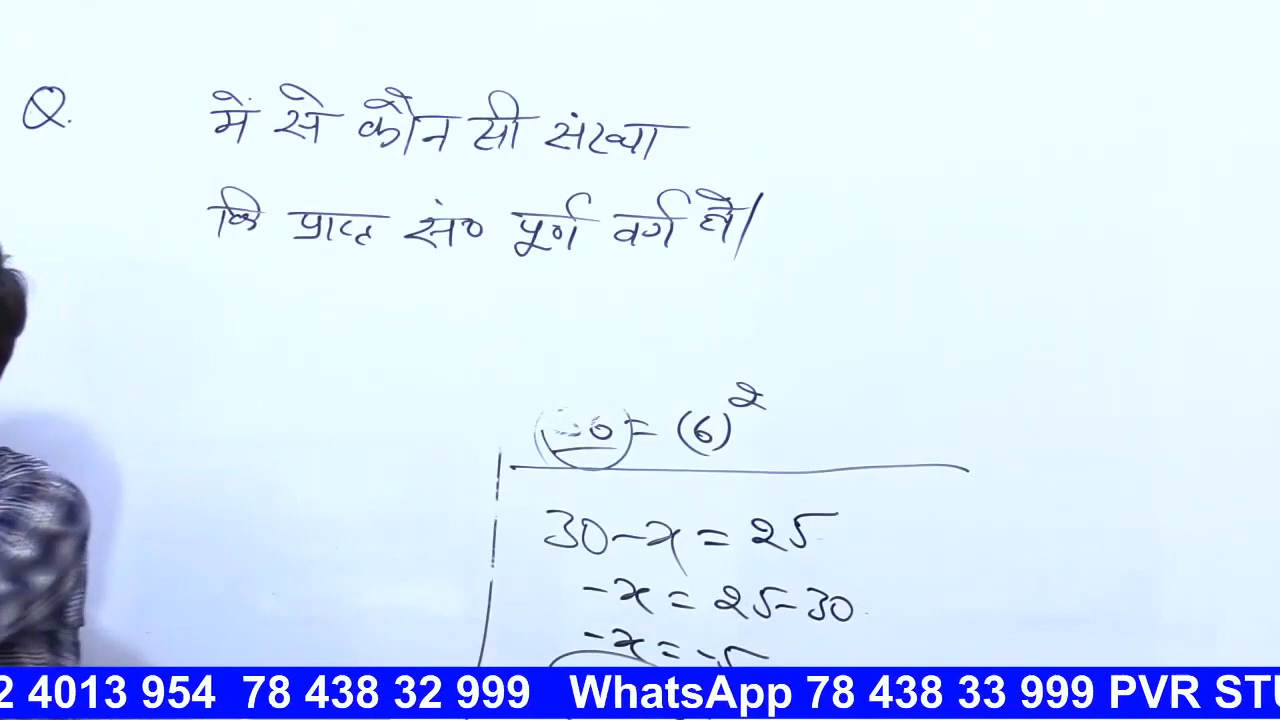 Q. में से कौन सी संख्या
कि प्राप्त सं० पूर्ण वर्ग हो।
= (6)²
30-x = 25
-x = 25-30
-x = -5
2 4013 954 78 438 32 999 WhatsApp 78 438 33 999 PVR STU